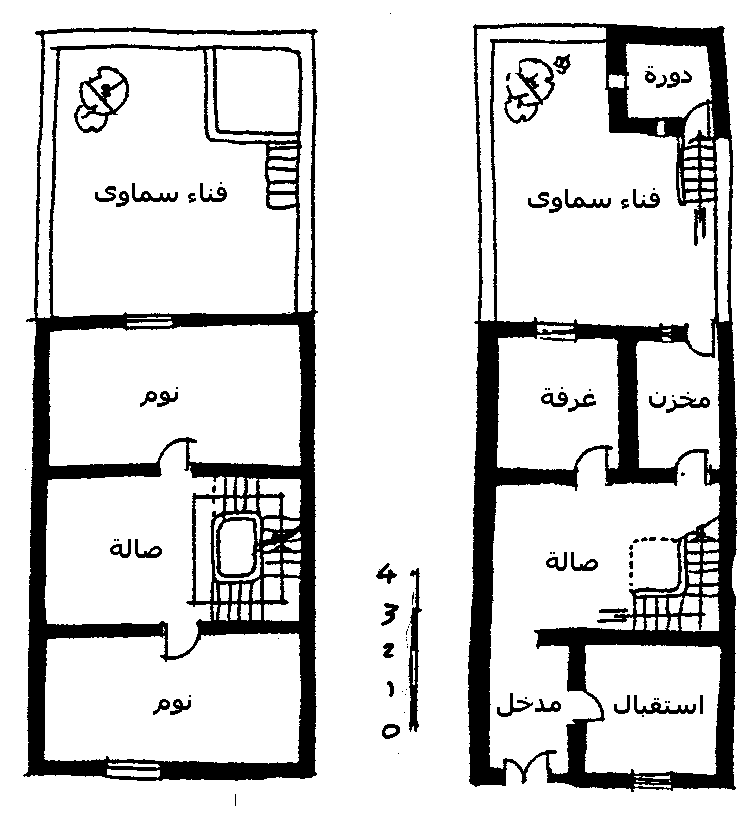 دورة
فناء سماوى
غرفة
مخزن
صالة
مدخل
استقبال
فناء سماوى
نوم
صالة
نوم
4
3
2
1
0